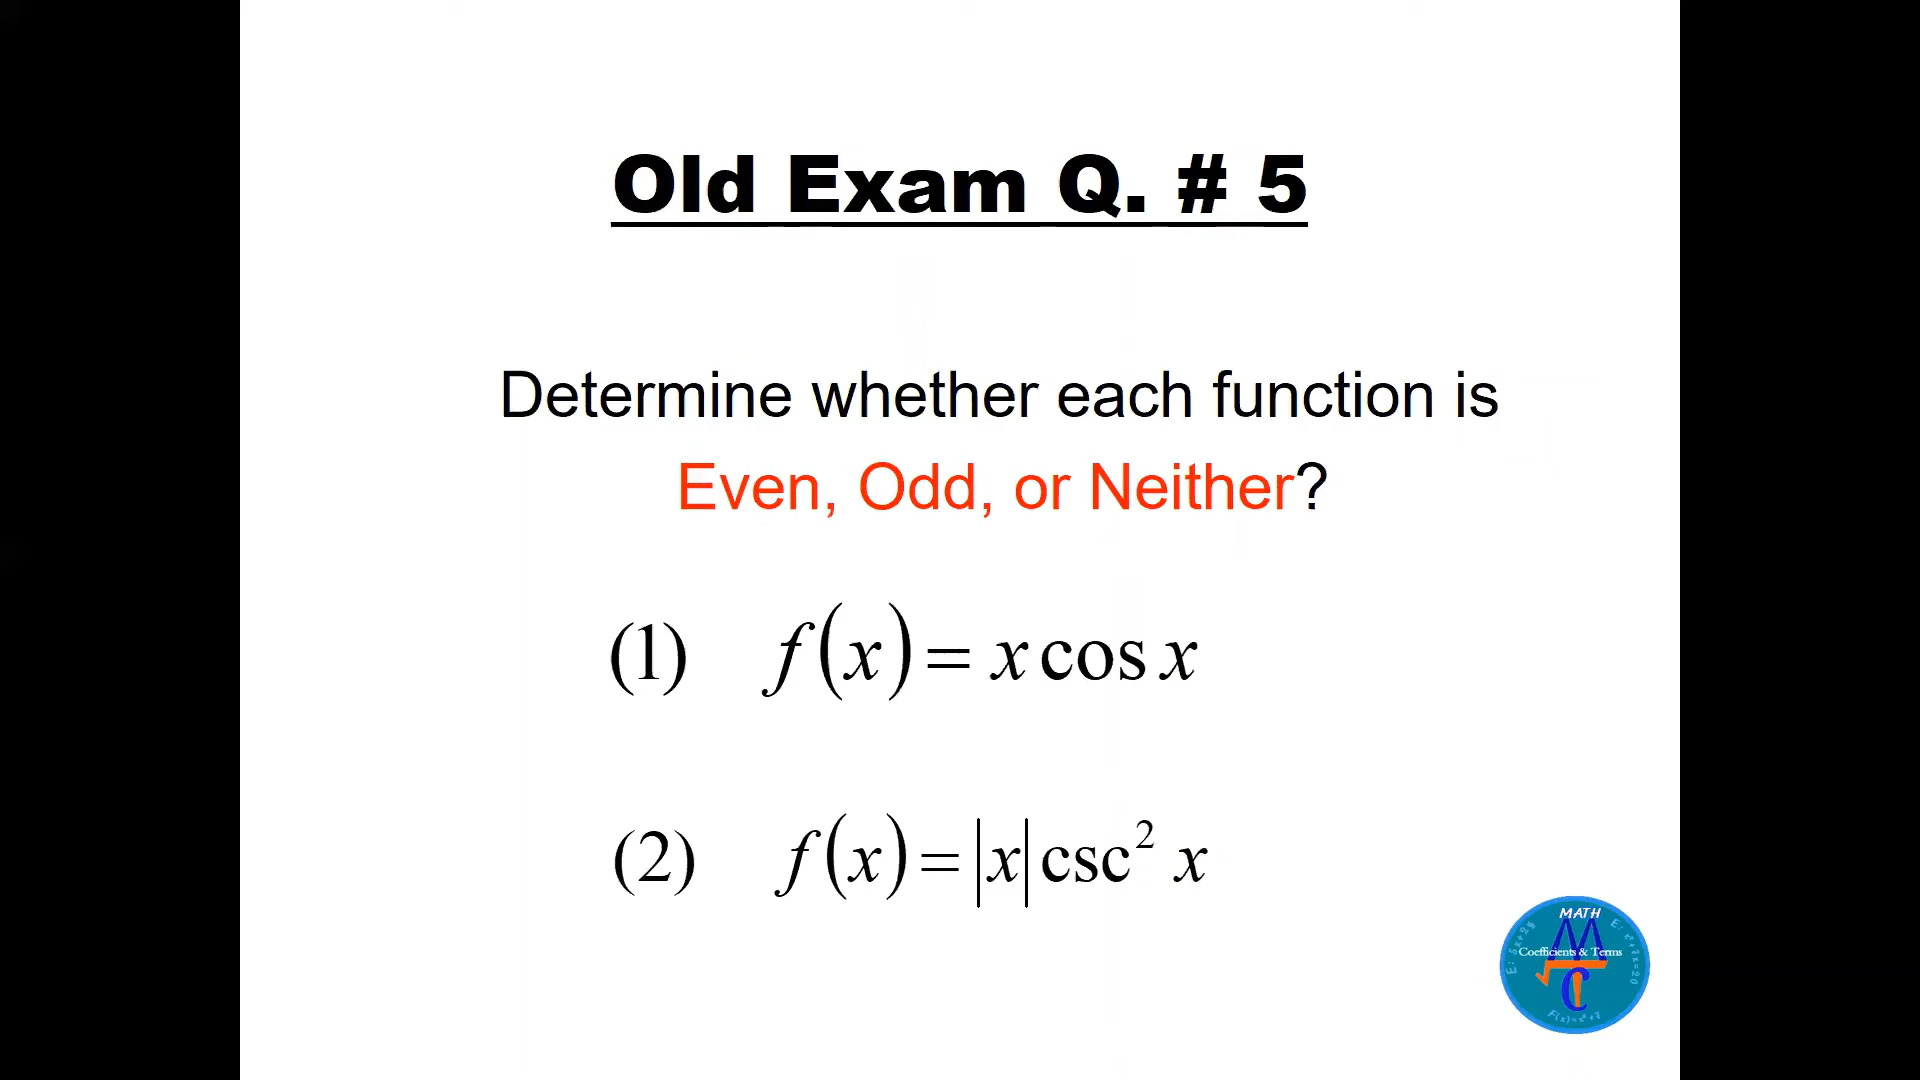 Old Exam Q. # 5
Determine whether each function is
Even, Odd, or Neither?
(1) f(x) = x cos x
(2) f(x) = |x| csc² x
MATH
Coefficients & Terms